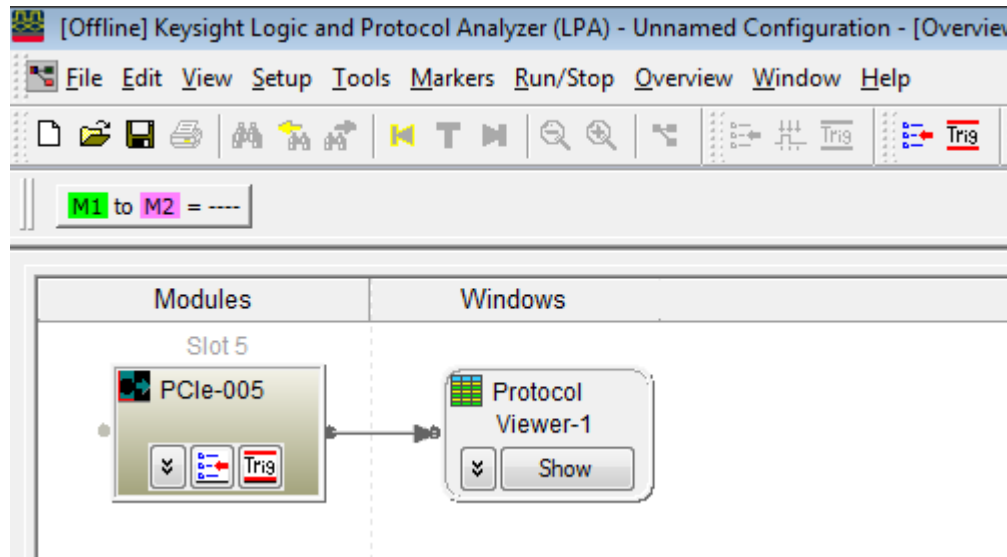 [Offline] Keysight Logic and Protocol Analyzer (LPA) - Unnamed Configuration - [Overview
File Edit View Setup Tools Markers Run/Stop Overview Window Help
T Trig Trig
M1 to M2 = ----
Modules Windows
Slot 5
PCIe-005
Trig
Protocol
Viewer-1
Show